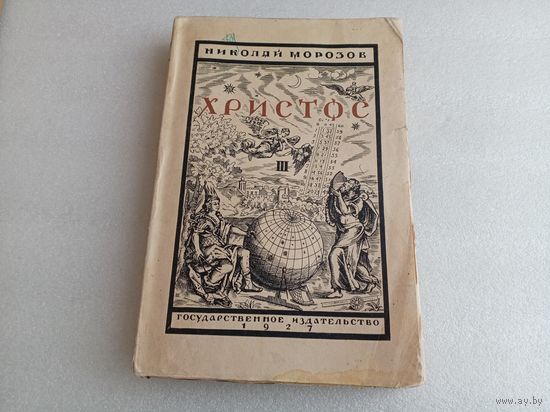 НИКОЛАЙ МОРОЗОВ
ХРИСТОС
III
ГОСУДАРСТВЕННОЕ ИЗДАТЕЛЬСТВО
1927
www.ay.by